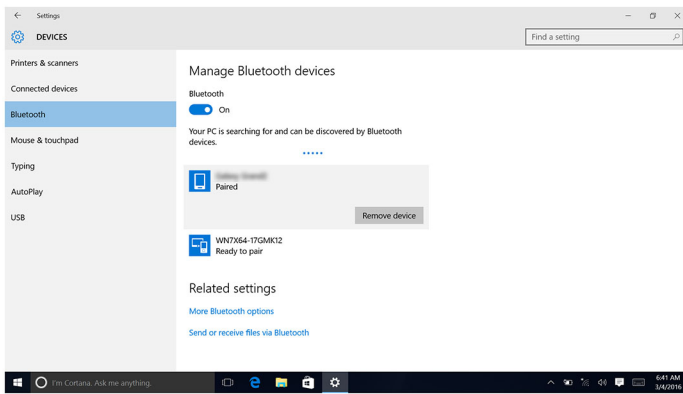 Settings
DEVICES
Find a setting
Printers & scanners
Connected devices
Bluetooth
Mouse & touchpad
Typing
AutoPlay
USB
Manage Bluetooth devices
Bluetooth
On
Your PC is searching for and can be discovered by Bluetooth
devices.
Paired
Remove device
WN7X64-17GMK12
Ready to pair
Related settings
More Bluetooth options
Send or receive files via Bluetooth
I'm Cortana. Ask me anything.
6:41 AM
3/4/2016